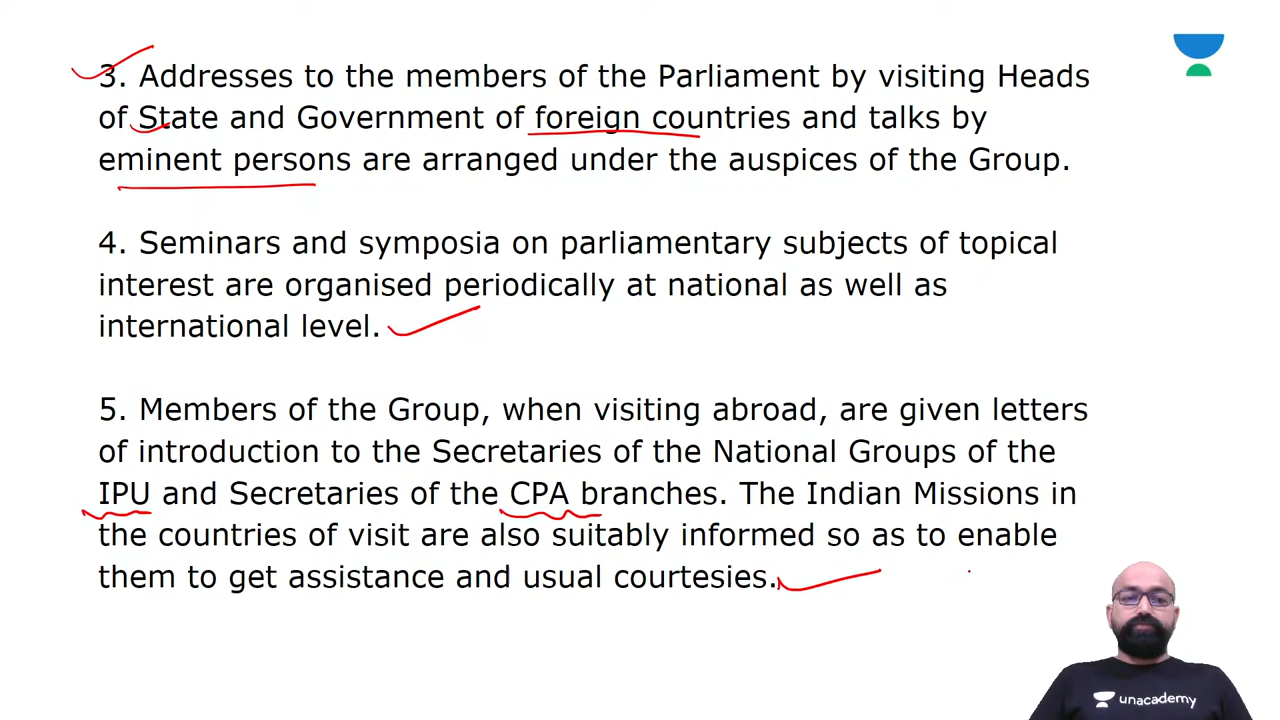 3. Addresses to the members of the Parliament by visiting Heads
of State and Government of foreign countries and talks by
eminent persons are arranged under the auspices of the Group.
4. Seminars and symposia on parliamentary subjects of topical
interest are organised periodically at national as well as
international level.
5. Members of the Group, when visiting abroad, are given letters
of introduction to the Secretaries of the National Groups of the
IPU and Secretaries of the CPA branches. The Indian Missions in
the countries of visit are also suitably informed so as to enable
them to get assistance and usual courtesies.
unacademy